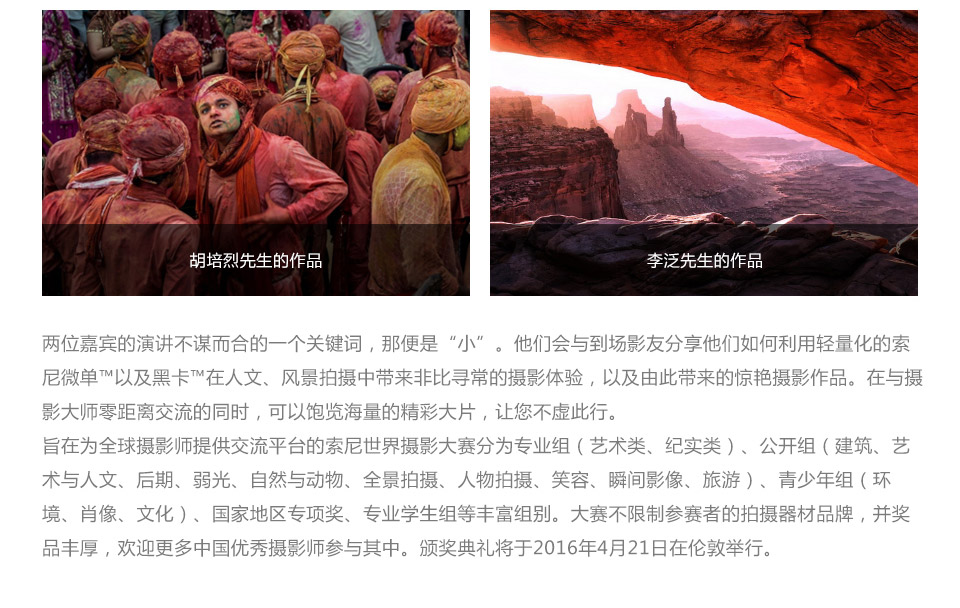 胡培烈先生的作品
李泛先生的作品
两位嘉宾的演讲不谋而合的一个关键词，那便是“小”。他们会与到场影友分享他们如何利用轻量化的索
尼微单™以及黑卡™在人文、风景拍摄中带来非比寻常的摄影体验，以及由此带来的惊艳摄影作品。在与摄
影大师零距离交流的同时，可以饱览海量的精彩大片，让您不虚此行。
旨在为全球摄影师提供交流平台的索尼世界摄影大赛分为专业组（艺术类、纪实类）、公开组（建筑、艺
术与人文、后期、弱光、自然与动物、全景拍摄、人物拍摄、笑容、瞬间影像、旅游）、青少年组（环
境、肖像、文化）、国家地区专项奖、专业学生组等丰富组别。大赛不限制参赛者的拍摄器材品牌，并奖
品丰厚，欢迎更多中国优秀摄影师参与其中。颁奖典礼将于2016年4月21日在伦敦举行。